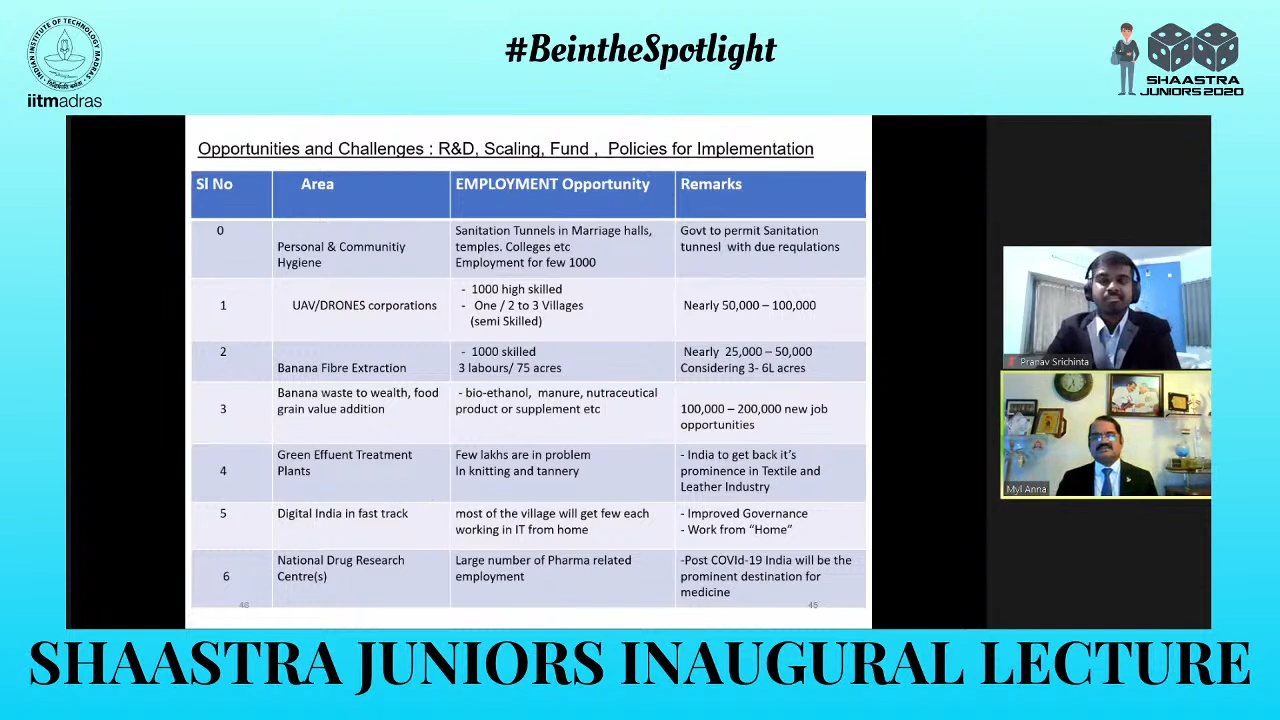 #BeintheSpotlight
INDIAN INSTITUTE OF TECHNOLOGY MADRAS
iitmadras
SHAASTRA
JUNIORS 2020
Opportunities and Challenges : R&D, Scaling, Fund ,  Policies for Implementation
Sl No
Area
EMPLOYMENT Opportunity
Remarks
0
Personal & Communitiy
Hygiene
Sanitation Tunnels in Marriage halls,
temples. Colleges etc
Employment for few 1000
Govt to permit Sanitation
tunnesl  with due requlations
1
UAV/DRONES corporations
- 1000 high skilled
- One / 2 to 3 Villages
(semi Skilled)
Nearly 50,000 – 100,000
2
Banana Fibre Extraction
- 1000 skilled
3 labours/ 75 acres
Nearly  25,000 – 50,000
Considering 3- 6L acres
3
Banana waste to wealth, food
grain value addition
- bio-ethanol,  manure, nutraceutical
product or supplement etc
100,000 – 200,000 new job
opportunities
4
Green Effuent Treatment
Plants
Few lakhs are in problem
In knitting and tannery
- India to get back it's
prominence in Textile and
Leather Industry
5
Digital India in fast track
most of the village will get few each
working in IT from home
- Improved Governance
- Work from “Home”
6
National Drug Research
Centre(s)
Large number of Pharma related
employment
-Post COVId-19 India will be the
prominent destination for
medicine
46
45
Pranav Srichinta
Myl Anna
SHAASTRA JUNIORS INAUGURAL LECTURE